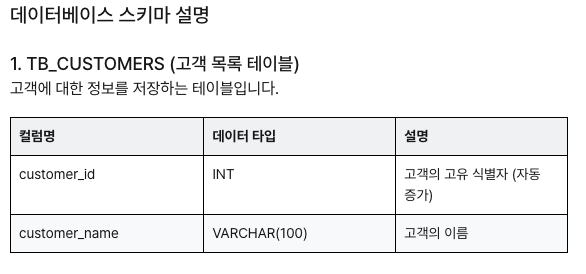 데이터베이스 스키마 설명
1. TB_CUSTOMERS (고객 목록 테이블)
고객에 대한 정보를 저장하는 테이블입니다.
컬럼명 데이터 타입 설명
customer_id INT 고객의 고유 식별자 (자동
증가)
customer_name VARCHAR(100) 고객의 이름